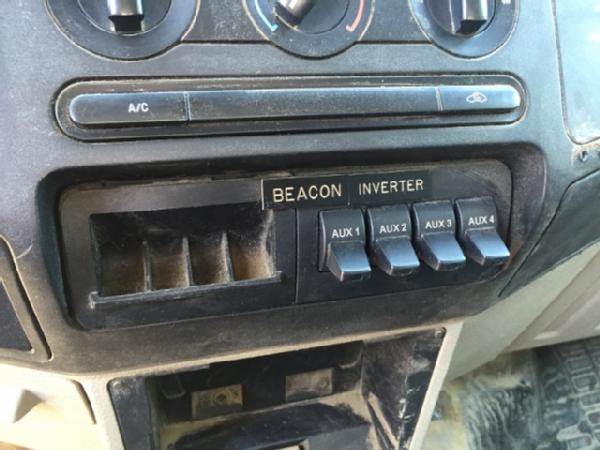 A/C
BEACON INVERTER
AUX 1 AUX 2 AUX 3 AUX 4